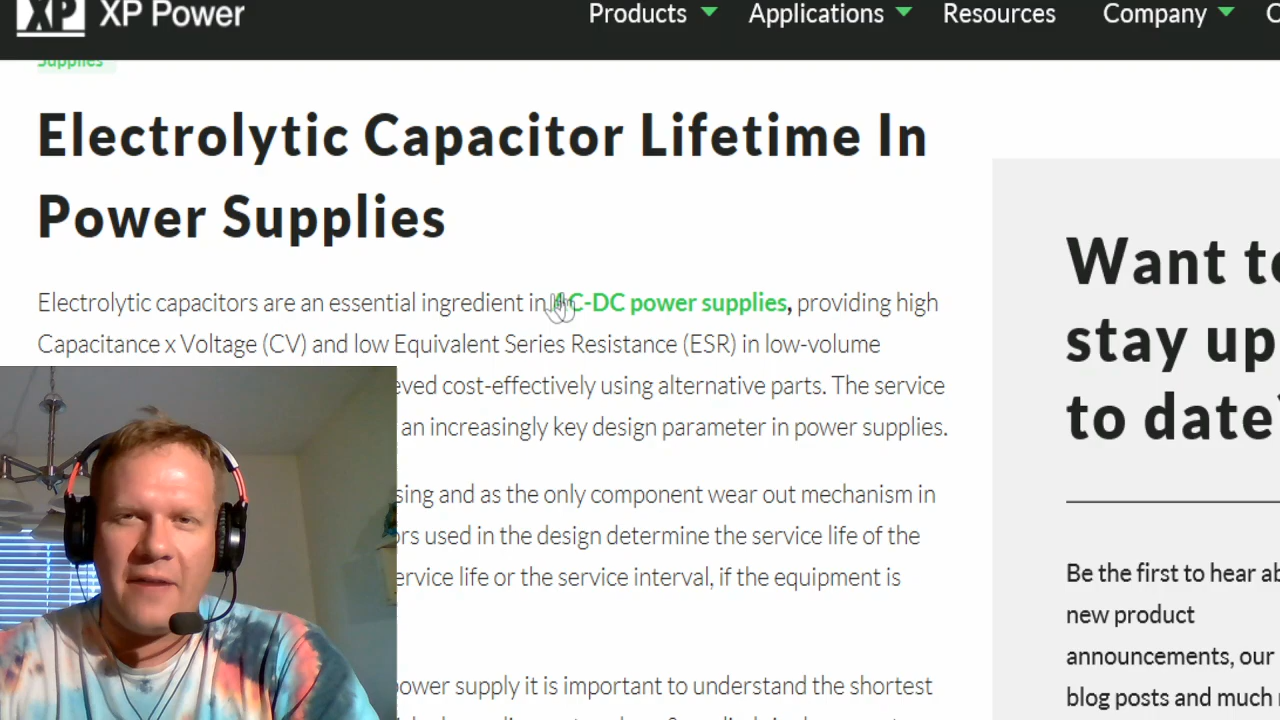 XP XP Power
Products Applications Resources Company
Supplies
Electrolytic Capacitor Lifetime In
Power Supplies
Electrolytic capacitors are an essential ingredient in AC-DC power supplies, providing high
Capacitance x Voltage (CV) and low Equivalent Series Resistance (ESR) in low-volume
cost-effectively using alternative parts. The service
an increasingly key design parameter in power supplies.
and as the only component wear out mechanism in
used in the design determine the service life of the
service life or the service interval, if the equipment is
power supply it is important to understand the shortest
Want to
stay up
to date?
Be the first to hear
new product
announcements, our
blog posts and much